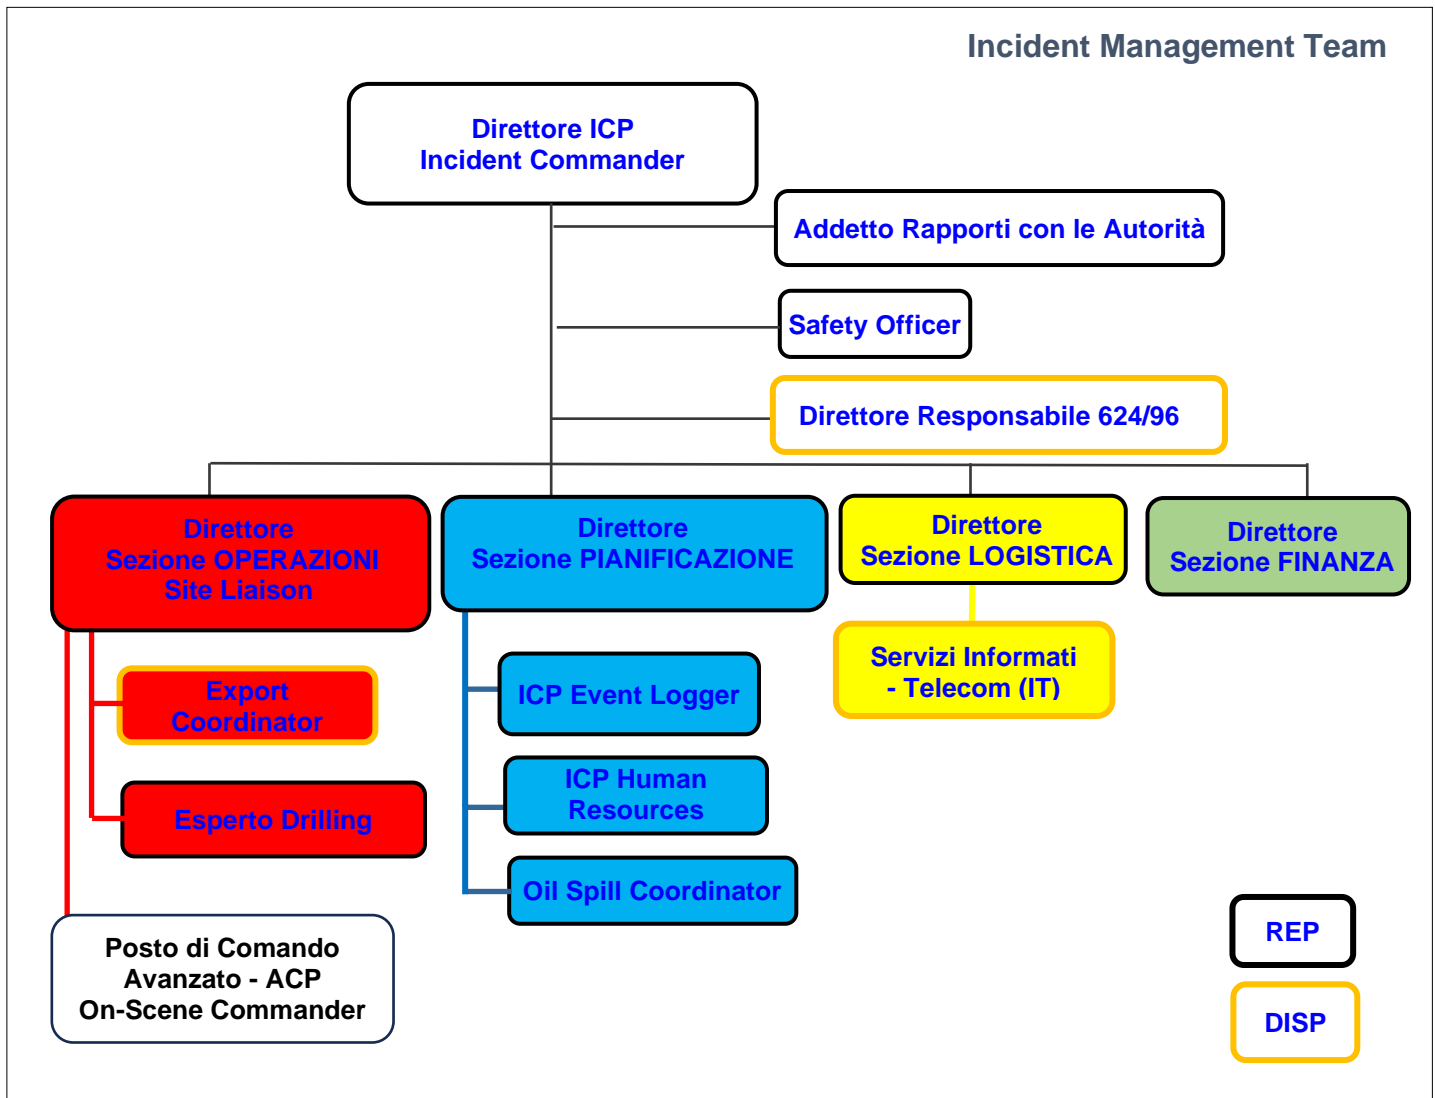 Incident Management Team
Direttore ICP
Incident Commander
Addetto Rapporti con le Autorità
Safety Officer
Direttore Responsabile 624/96
Direttore
Sezione OPERAZIONI
Site Liaison
Direttore
Sezione PIANIFICAZIONE
Direttore
Sezione LOGISTICA
Direttore
Sezione FINANZA
Export
Coordinator
Esperto Drilling
Posto di Comando
Avanzato - ACP
On-Scene Commander
ICP Event Logger
ICP Human
Resources
Oil Spill Coordinator
Servizi Informati
- Telecom (IT)
REP
DISP